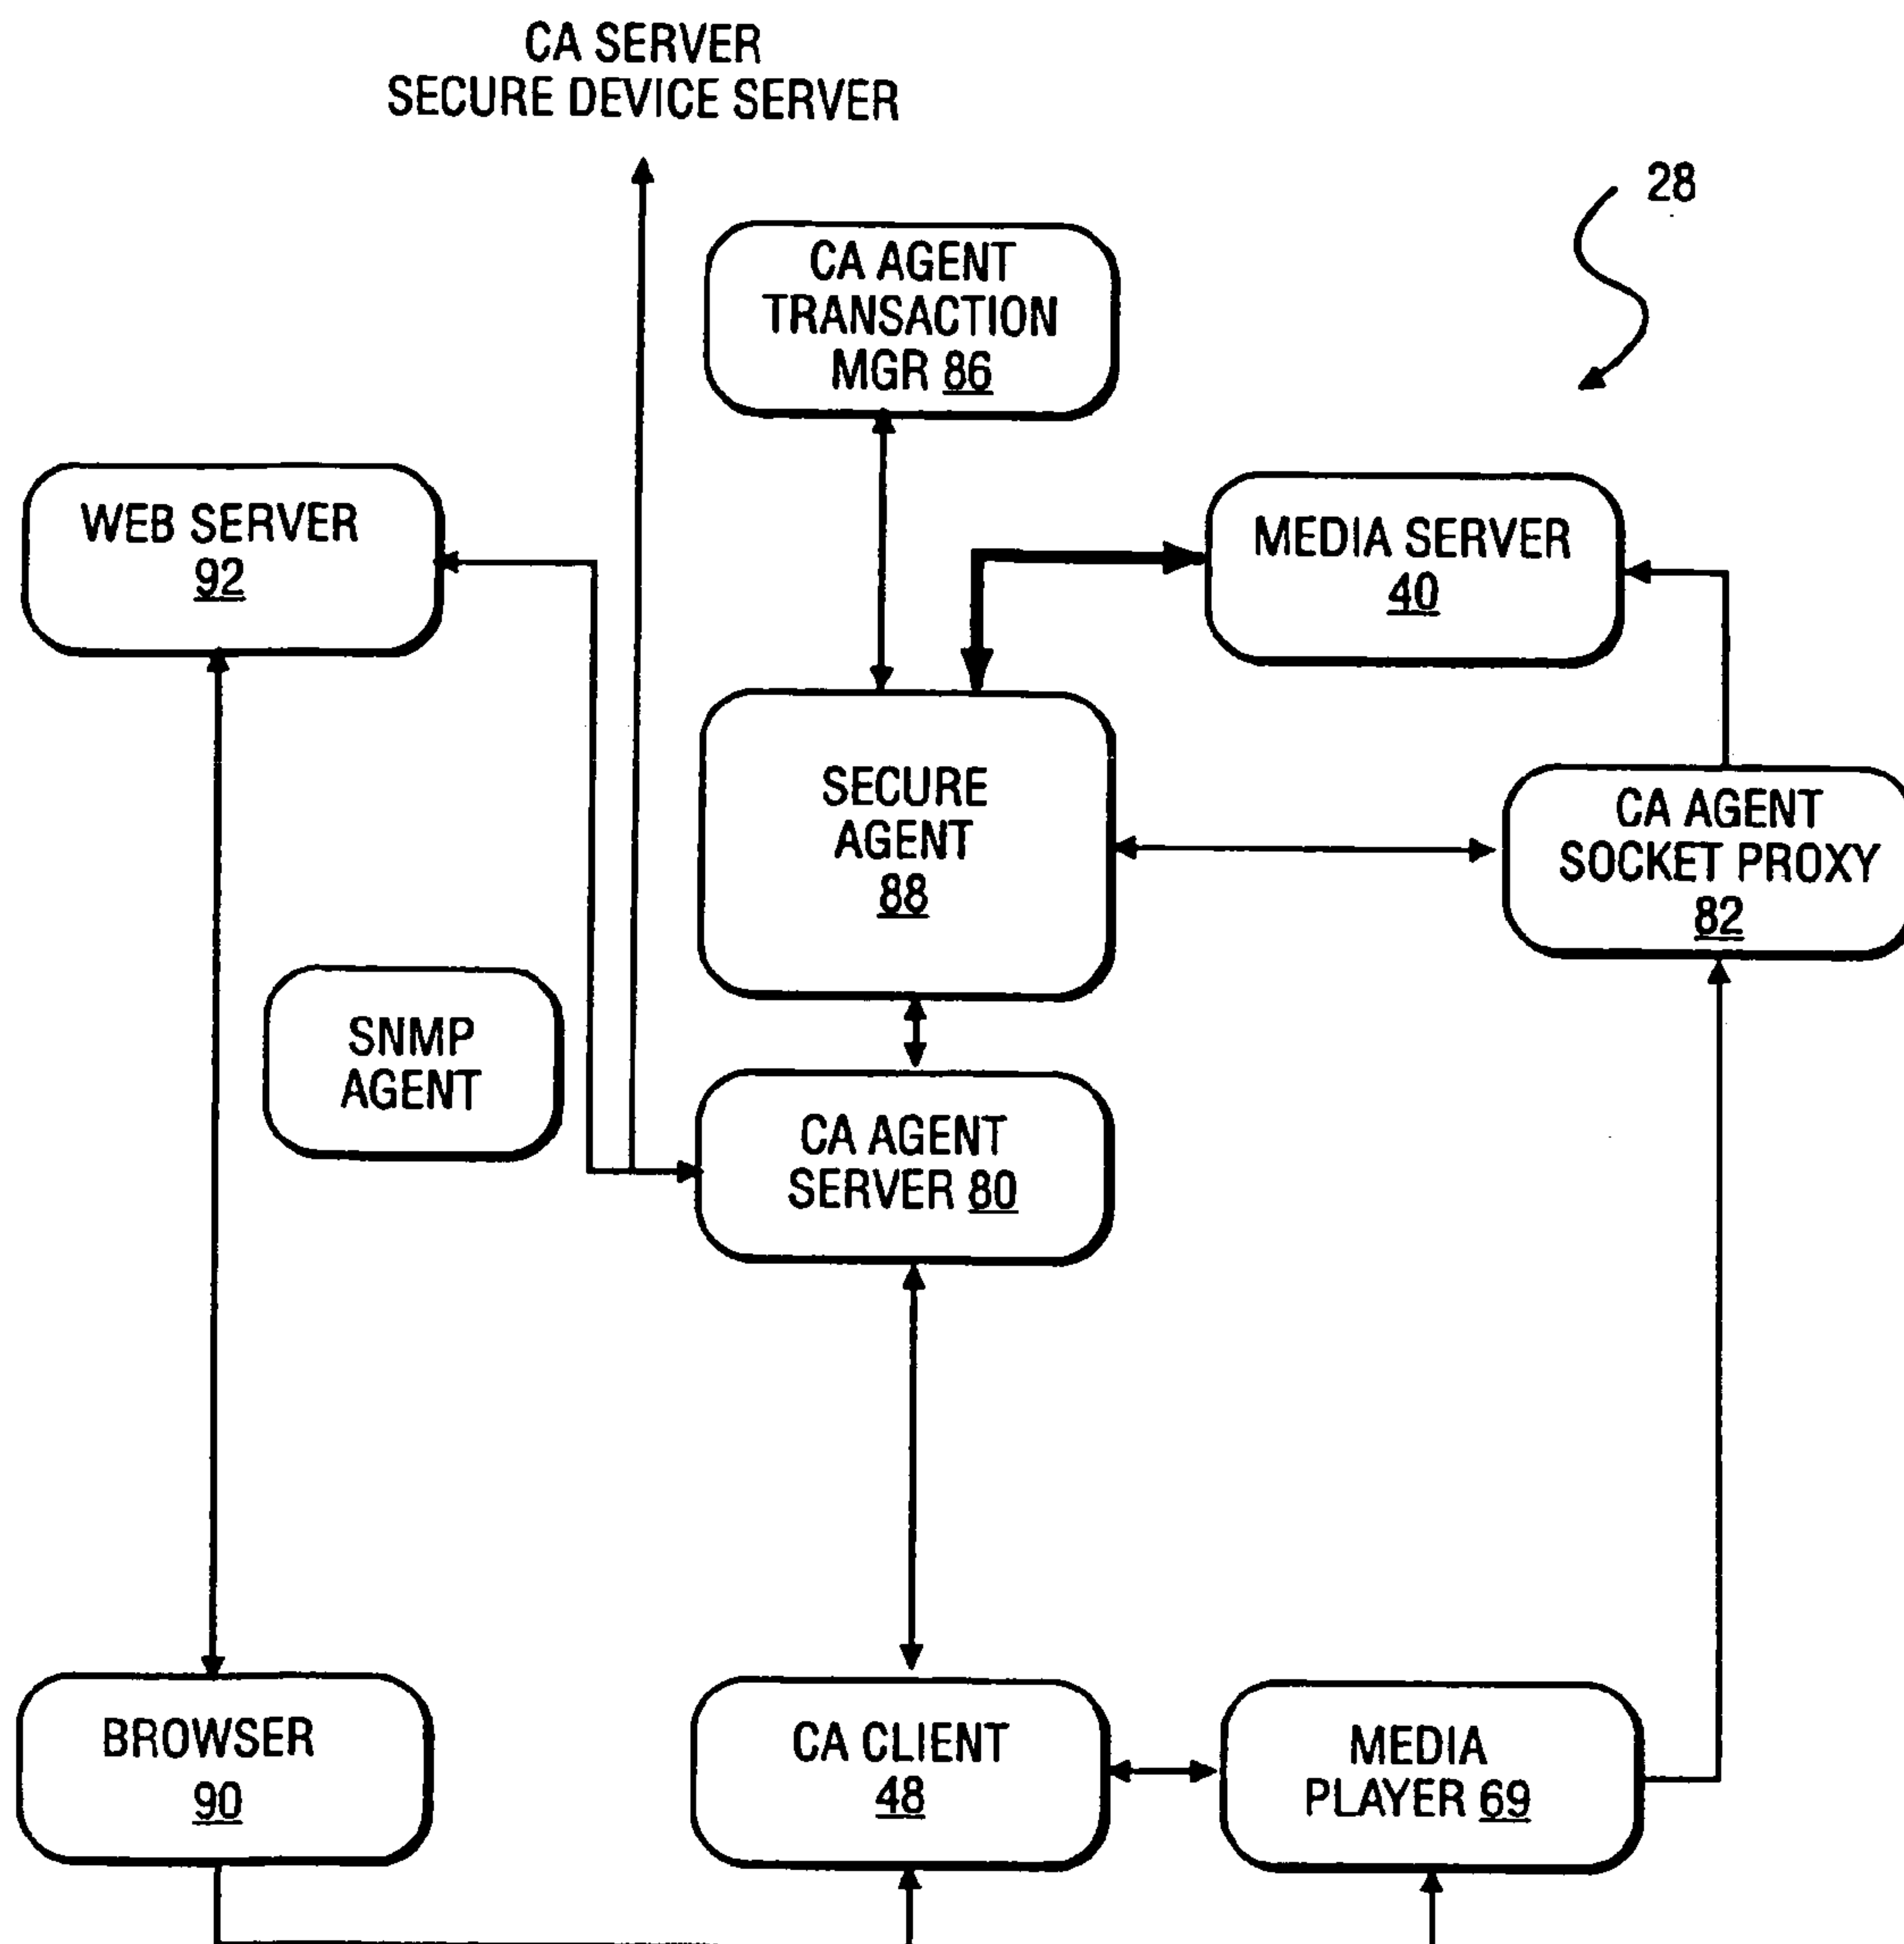 CA SERVER
SECURE DEVICE SERVER
28
CA AGENT
TRANSACTION
MGR 86
WEB SERVER
92
MEDIA SERVER
40
SECURE
AGENT
88
CA AGENT
SOCKET PROXY
82
SNMP
AGENT
CA AGENT
SERVER 80
BROWSER
90
CA CLIENT
48
MEDIA
PLAYER 69